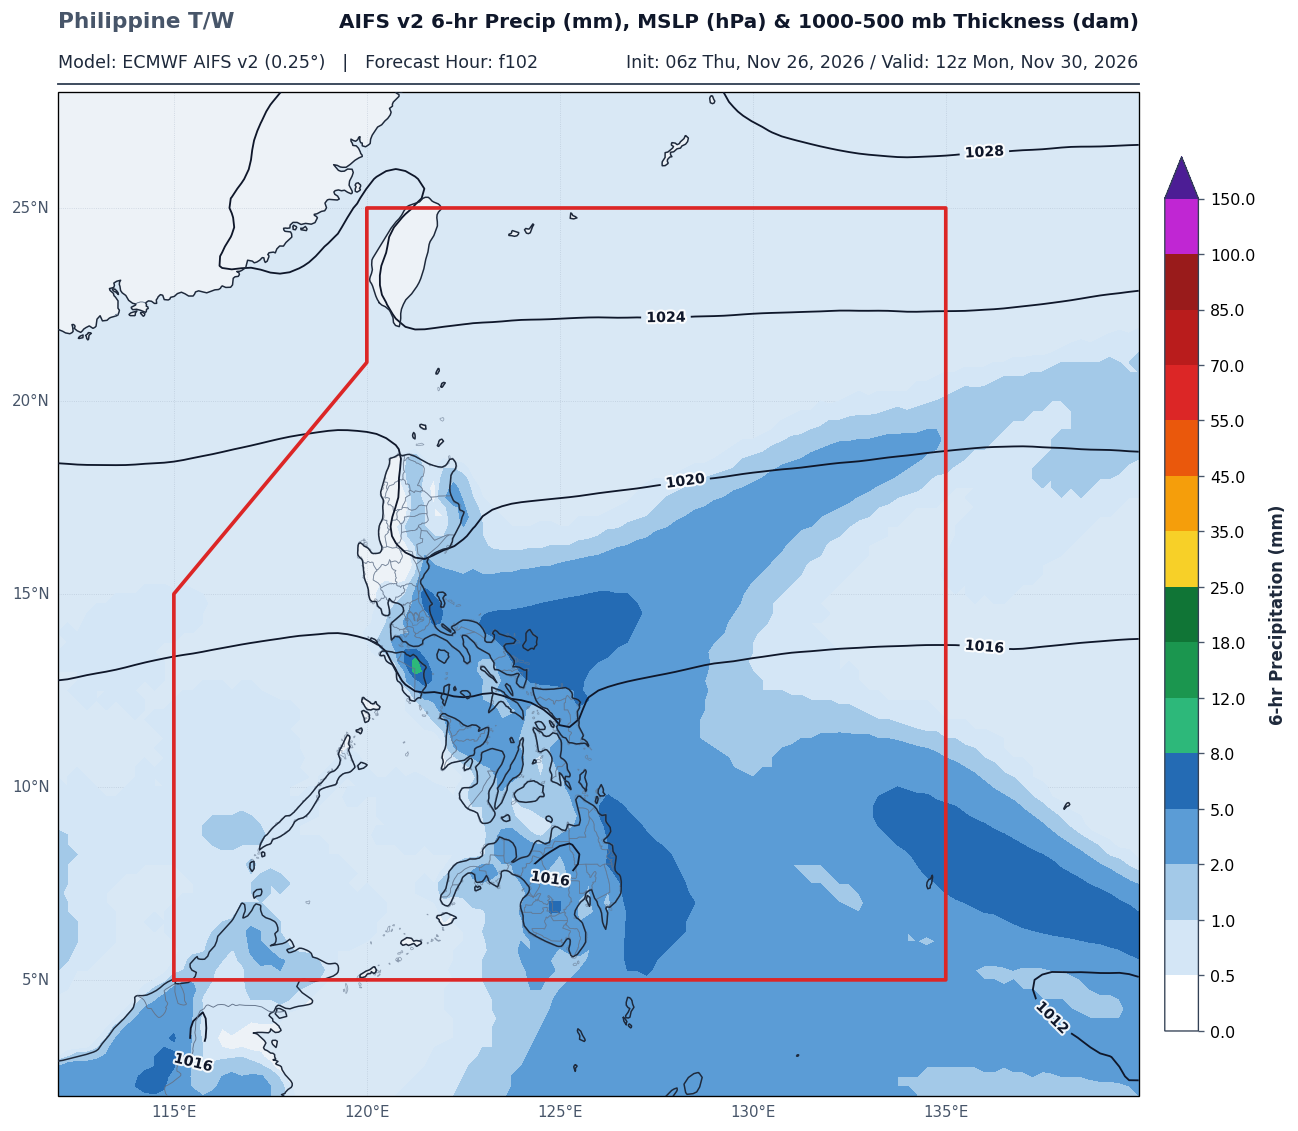 Philippine T/W
AIFS v2 6-hr Precip (mm), MSLP (hPa) & 1000-500 mb Thickness (dam)
Model: ECMWF AIFS v2 (0.25°)   |   Forecast Hour: f102
Init: 06z Thu, Nov 26, 2026 / Valid: 12z Mon, Nov 30, 2026
1028
25°N
1024
20°N
1020
15°N
1016
10°N
1016
5°N
1012
1016
115°E
120°E
125°E
130°E
135°E
150.0
100.0
85.0
70.0
55.0
45.0
35.0
25.0
18.0
12.0
8.0
5.0
2.0
1.0
0.5
0.0
6-hr Precipitation (mm)